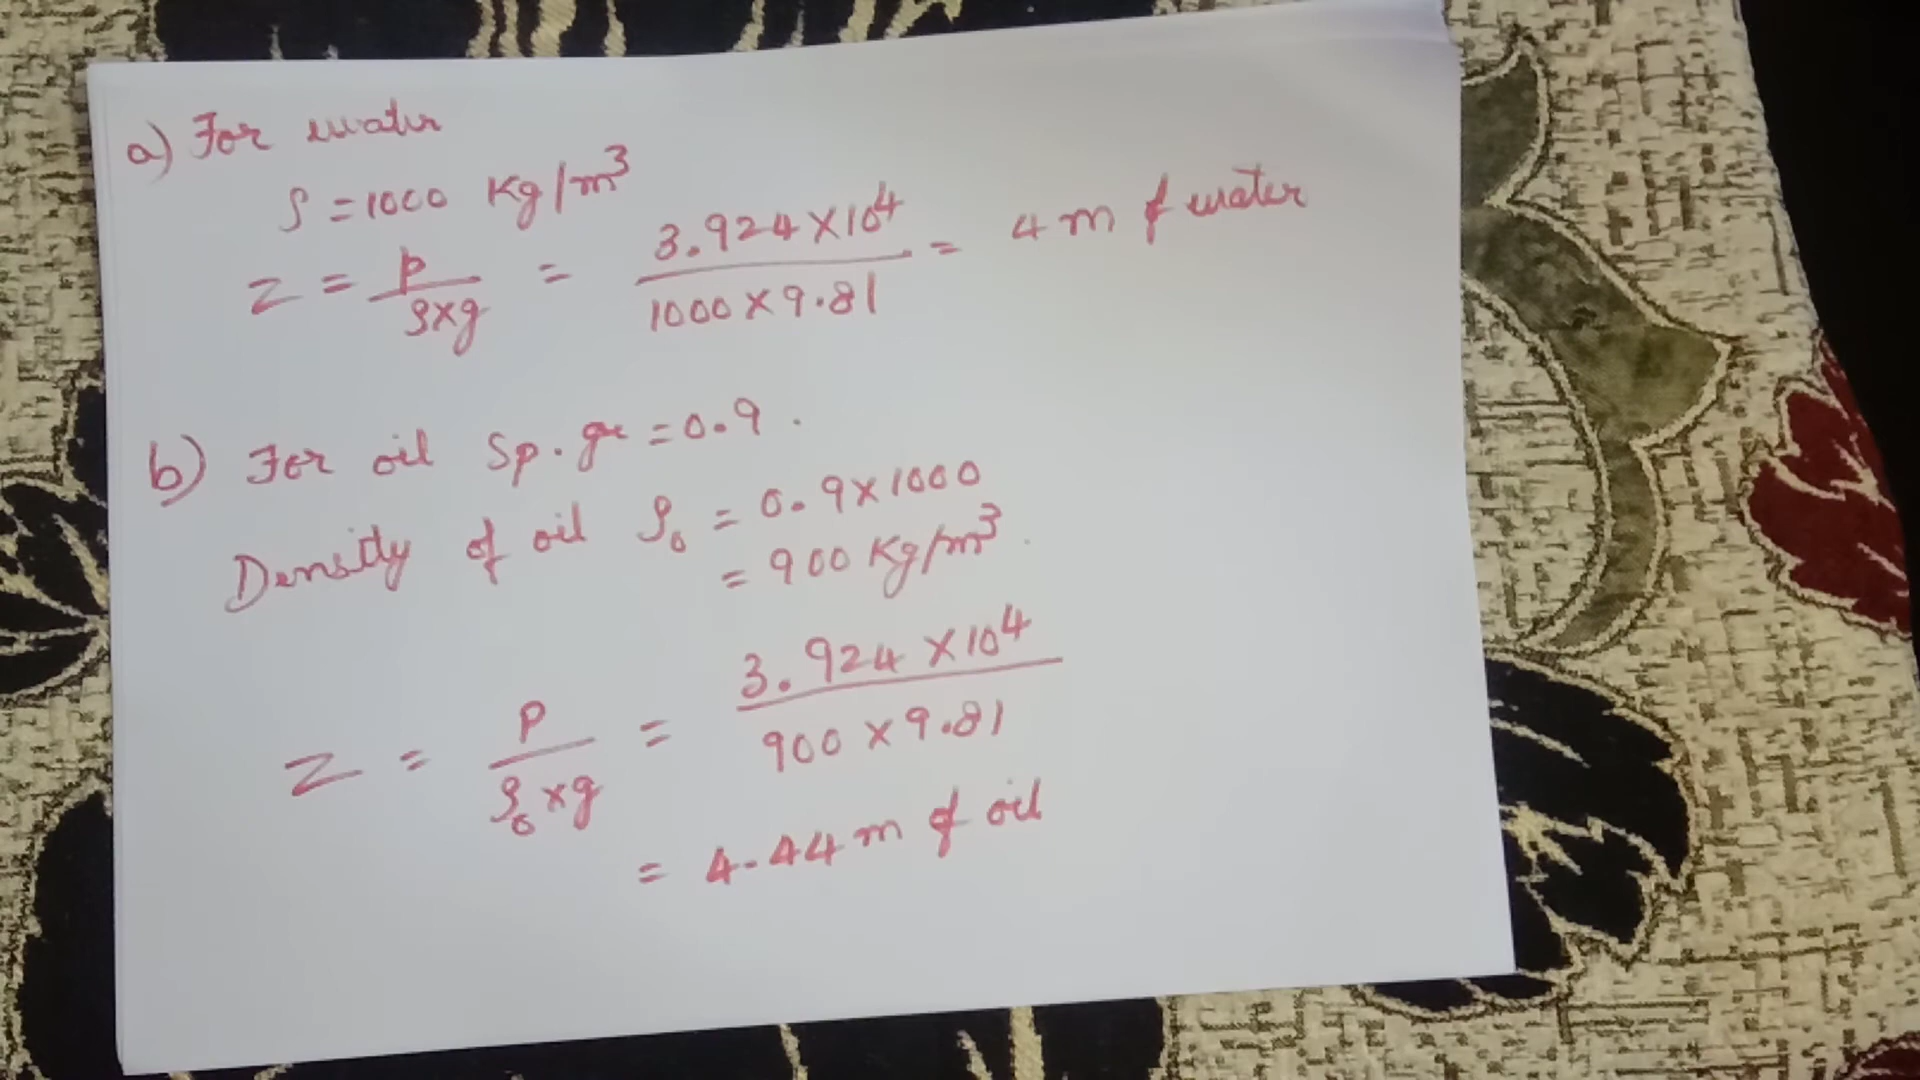 a) For water
ρ = 1000 Kg/m³
Z = p / ρ×g = 3.924×10⁴ / 1000×9.81 = 4 m of water
b) For oil Sp. gr = 0.9.
Density of oil ρ₀ = 0.9×1000
= 900 Kg/m³.
Z = P / ρ₀×g = 3.924×10⁴ / 900×9.81
= 4.44 m of oil